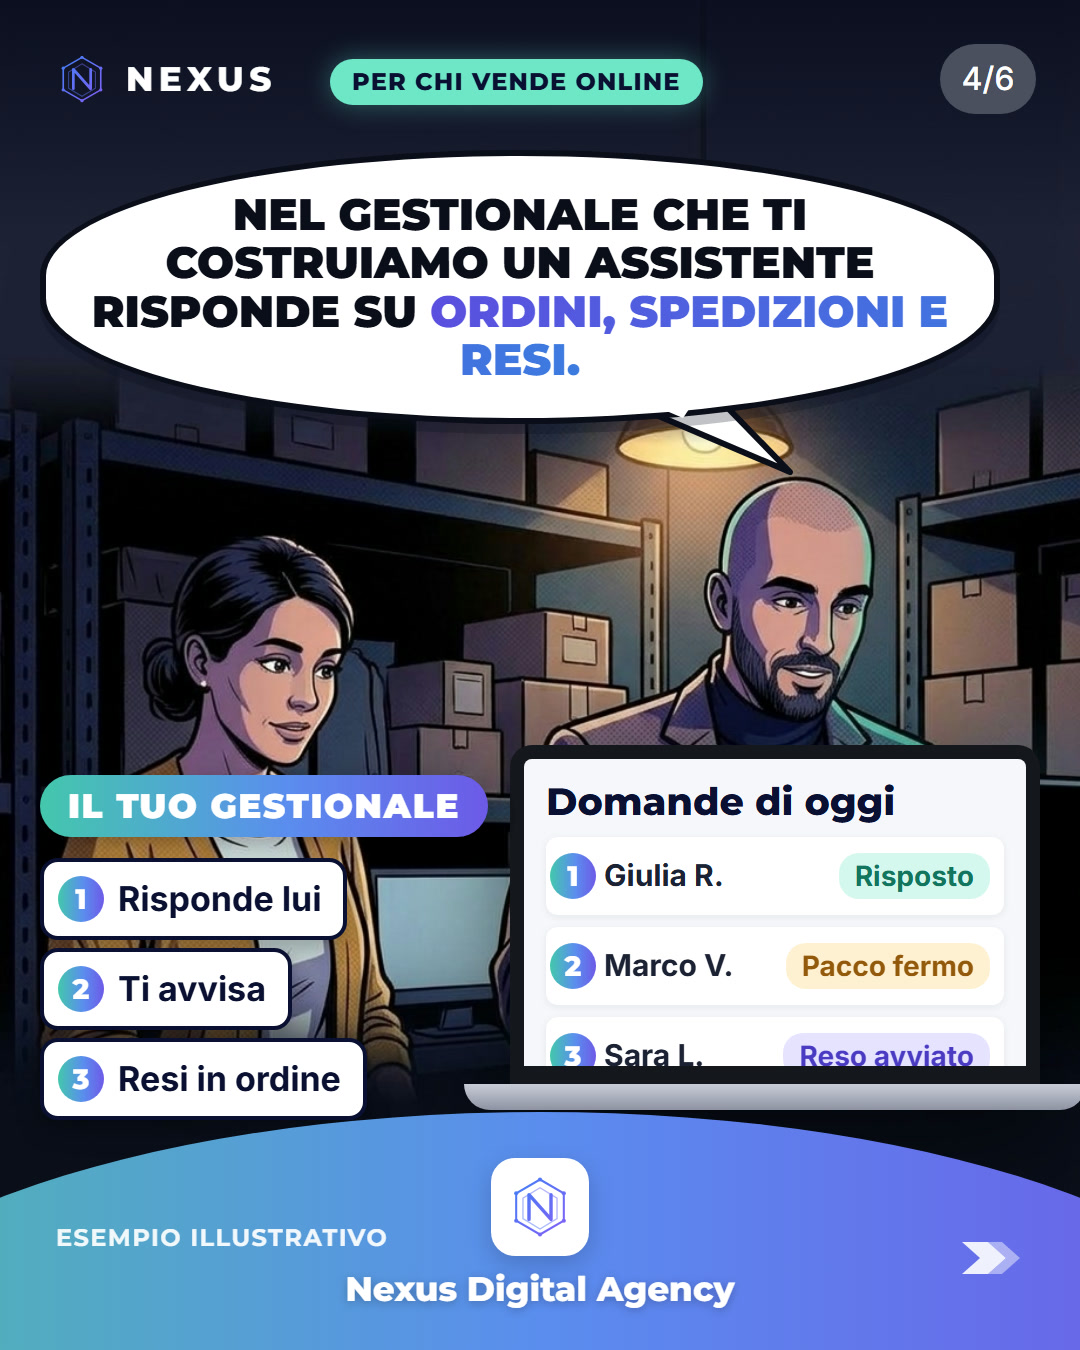 NEXUS
PER CHI VENDE ONLINE
4/6
NEL GESTIONALE CHE TI
COSTRUIAMO UN ASSISTENTE
RISPONDE SU ORDINI, SPEDIZIONI E
RESI.
IL TUO GESTIONALE
1 Risponde lui
2 Ti avvisa
3 Resi in ordine
Domande di oggi
1 Giulia R. Risposto
2 Marco V. Pacco fermo
3 Sara L. Reso avviato
ESEMPIO ILLUSTRATIVO
N
Nexus Digital Agency